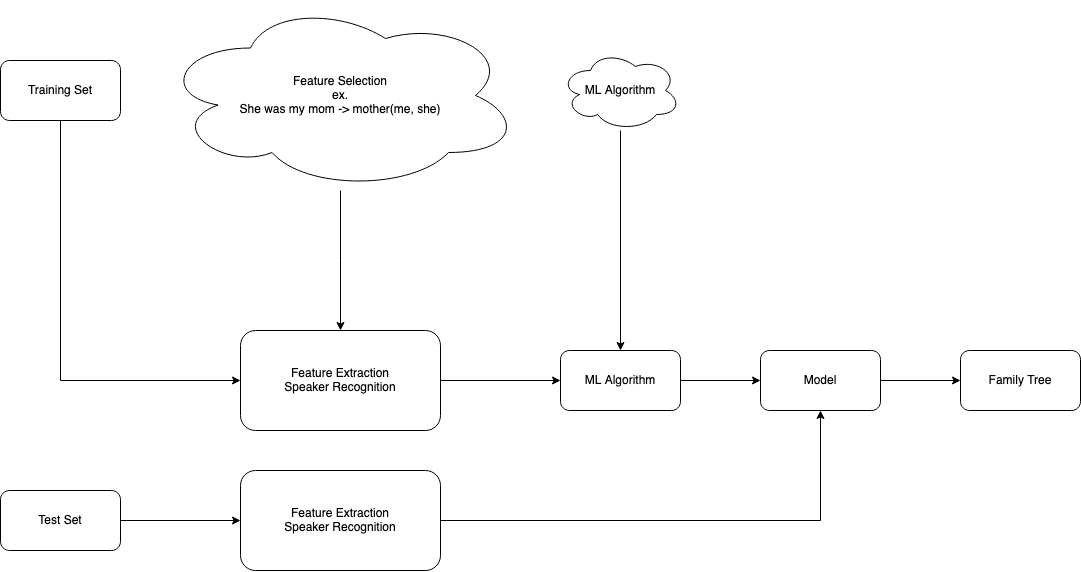 Training Set
Feature Selection
ex.
She was my mom -> mother(me, she)
ML Algorithm
Feature Extraction
Speaker Recognition
ML Algorithm
Model
Family Tree
Test Set
Feature Extraction
Speaker Recognition